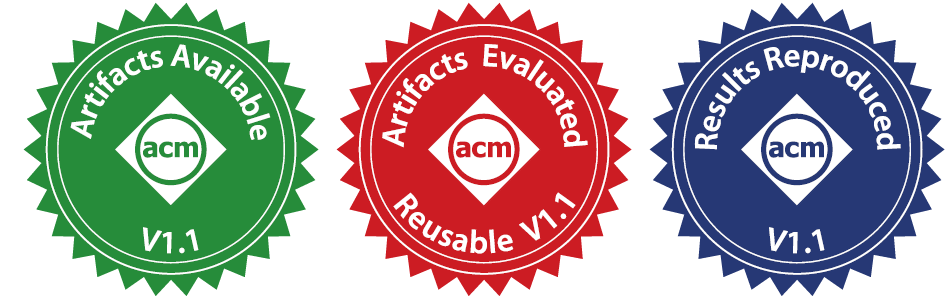 Artifacts Available
acm
V1.1
Artifacts Evaluated
acm
Reusable V1.1
Results Reproduced
acm
V1.1